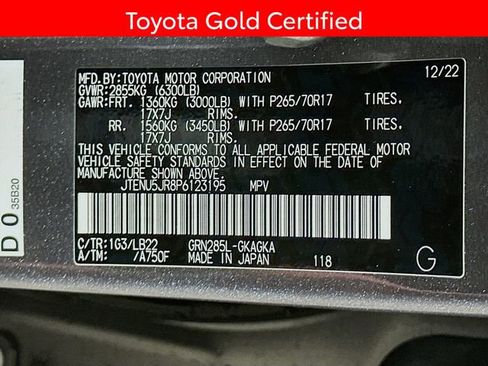 Toyota Gold Certified
MFD.BY:TOYOTA MOTOR CORPORATION 12/22
GVWR:2855KG (6300LB)
GAWR:FRT. 1360KG (3000LB) WITH P265/70R17 TIRES,
17X7J RIMS.
RR. 1560KG (3450LB) WITH P265/70R17 TIRES,
17X7J RIMS.
THIS VEHICLE CONFORMS TO ALL APPLICABLE FEDERAL MOTOR
VEHICLE SAFETY STANDARDS IN EFFECT ON THE DATE OF
MANUFACTURE SHOWN ABOVE.
JTENU5JR8P6123195 MPV
C/TR:1G3/LB22 GRN285L-GKAGKA
A/TM: /A750F MADE IN JAPAN 118 G
D 0 35B20